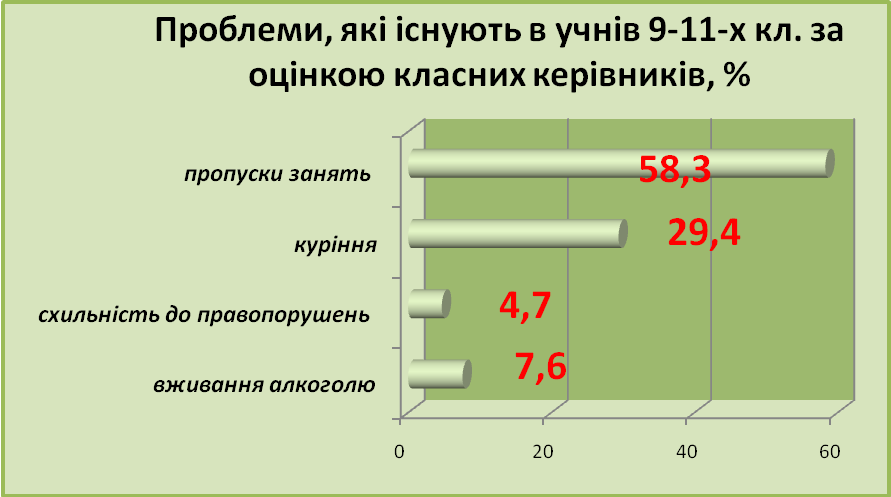 Проблеми, які існують в учнів 9-11-х кл. за
оцінкою класних керівників, %
пропуски занять
58,3
куріння
29,4
схильність до правопорушень
4,7
вживання алкоголю
7,6
0 20 40 60